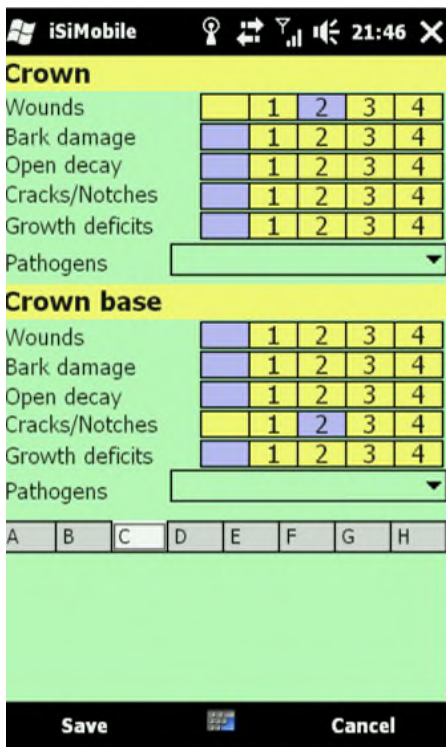 iSiMobile 21:46
Crown
Wounds 1 2 3 4
Bark damage 1 2 3 4
Open decay 1 2 3 4
Cracks/Notches 1 2 3 4
Growth deficits 1 2 3 4
Pathogens
Crown base
Wounds 1 2 3 4
Bark damage 1 2 3 4
Open decay 1 2 3 4
Cracks/Notches 1 2 3 4
Growth deficits 1 2 3 4
Pathogens
A B C D E F G H
Save Cancel